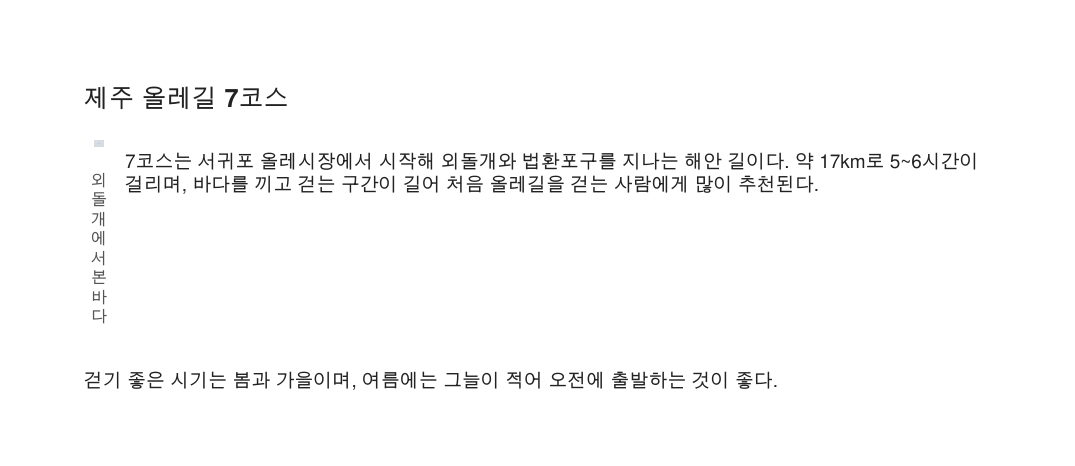 제주 올레길 7코스
외돌개에서본바다
7코스는 서귀포 올레시장에서 시작해 외돌개와 법환포구를 지나는 해안 길이다. 약 17km로 5~6시간이
걸리며, 바다를 끼고 걷는 구간이 길어 처음 올레길을 걷는 사람에게 많이 추천된다.
걷기 좋은 시기는 봄과 가을이며, 여름에는 그늘이 적어 오전에 출발하는 것이 좋다.